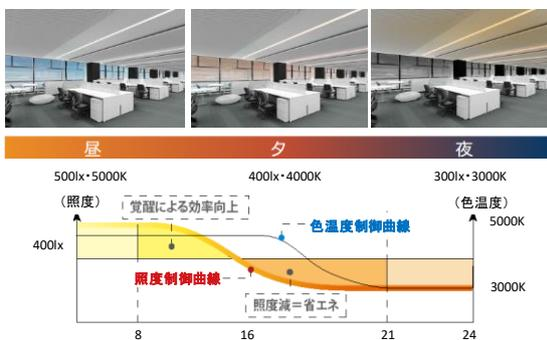 昼 夕 夜
500lx・5000K 400lx・4000K 300lx・3000K
(照度) (色温度)
覚醒による効率向上
5000K
色温度制御曲線
400lx
照度制御曲線
3000K
照度減=省エネ
8 16 21 24